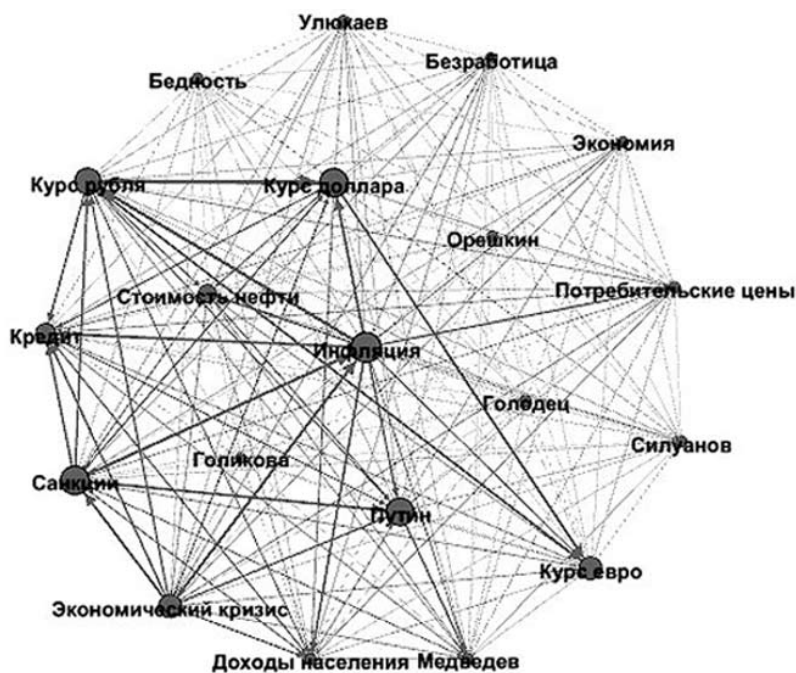 Улюкаев
Безработица
Бедность
Экономия
Курс рубля
Курс доллара
Орешкин
Стоимость нефти
Потребительские цены
Кредит
Инфляция
Голодец
Силуанов
Голикова
Санкции
Путин
Курс евро
Экономический кризис
Доходы населения
Медведев